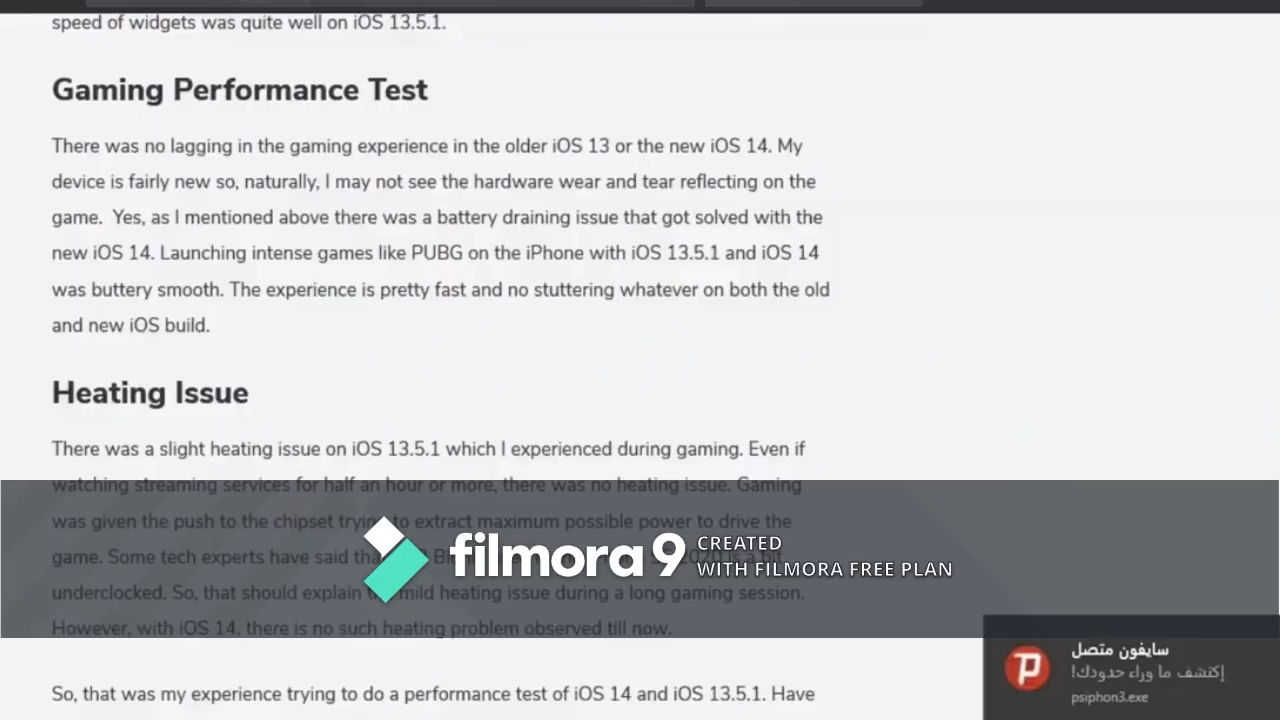 speed of widgets was quite well on iOS 13.5.1.
Gaming Performance Test
There was no lagging in the gaming experience in the older iOS 13 or the new iOS 14. My
device is fairly new so, naturally, I may not see the hardware wear and tear reflecting on the
game.  Yes, as I mentioned above there was a battery draining issue that got solved with the
new iOS 14. Launching intense games like PUBG on the iPhone with iOS 13.5.1 and iOS 14
was buttery smooth. The experience is pretty fast and no stuttering whatever on both the old
and new iOS build.
Heating Issue
There was a slight heating issue on iOS 13.5.1 which I experienced during gaming. Even if
watching streaming services for half an hour or more, there was no heating issue. Gaming
was given the push to the chipset trying to extract maximum possible power to drive the
game. Some tech experts have said 2020 is a bit
underclocked. So, that should explain the mild heating issue during a long gaming session.
However, with iOS 14, there is no such heating problem observed till now.
So, that was my experience trying to do a performance test of iOS 14 and iOS 13.5.1. Have
filmora9
CREATED
WITH FILMORA FREE PLAN
سايفون متصل
إكتشف ما وراء حدودك!
psiphon3.exe